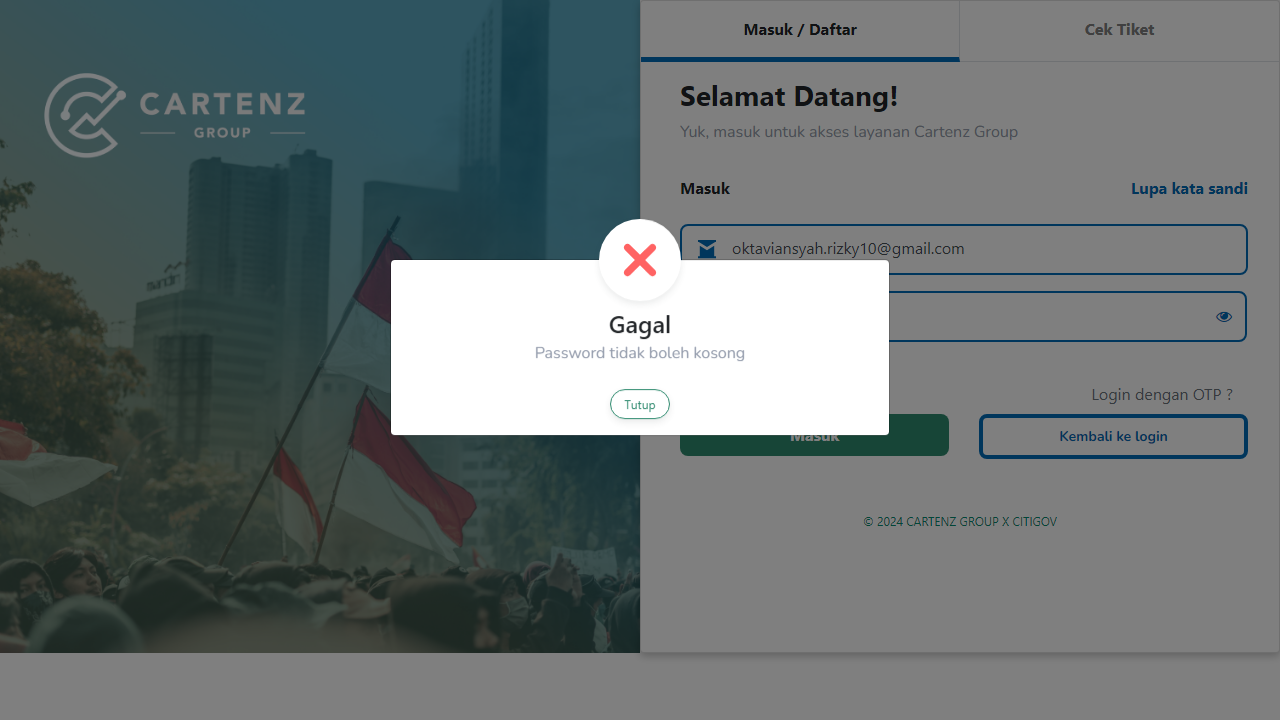 CARTENZ
GROUP
Masuk / Daftar
Cek Tiket
Selamat Datang!
Yuk, masuk untuk akses layanan Cartenz Group
Masuk
Lupa kata sandi
oktaviansyah.rizky10@gmail.com
Gagal
Password tidak boleh kosong
Tutup
Login dengan OTP ?
Masuk
Kembali ke login
© 2024 CARTENZ GROUP X CITIGOV